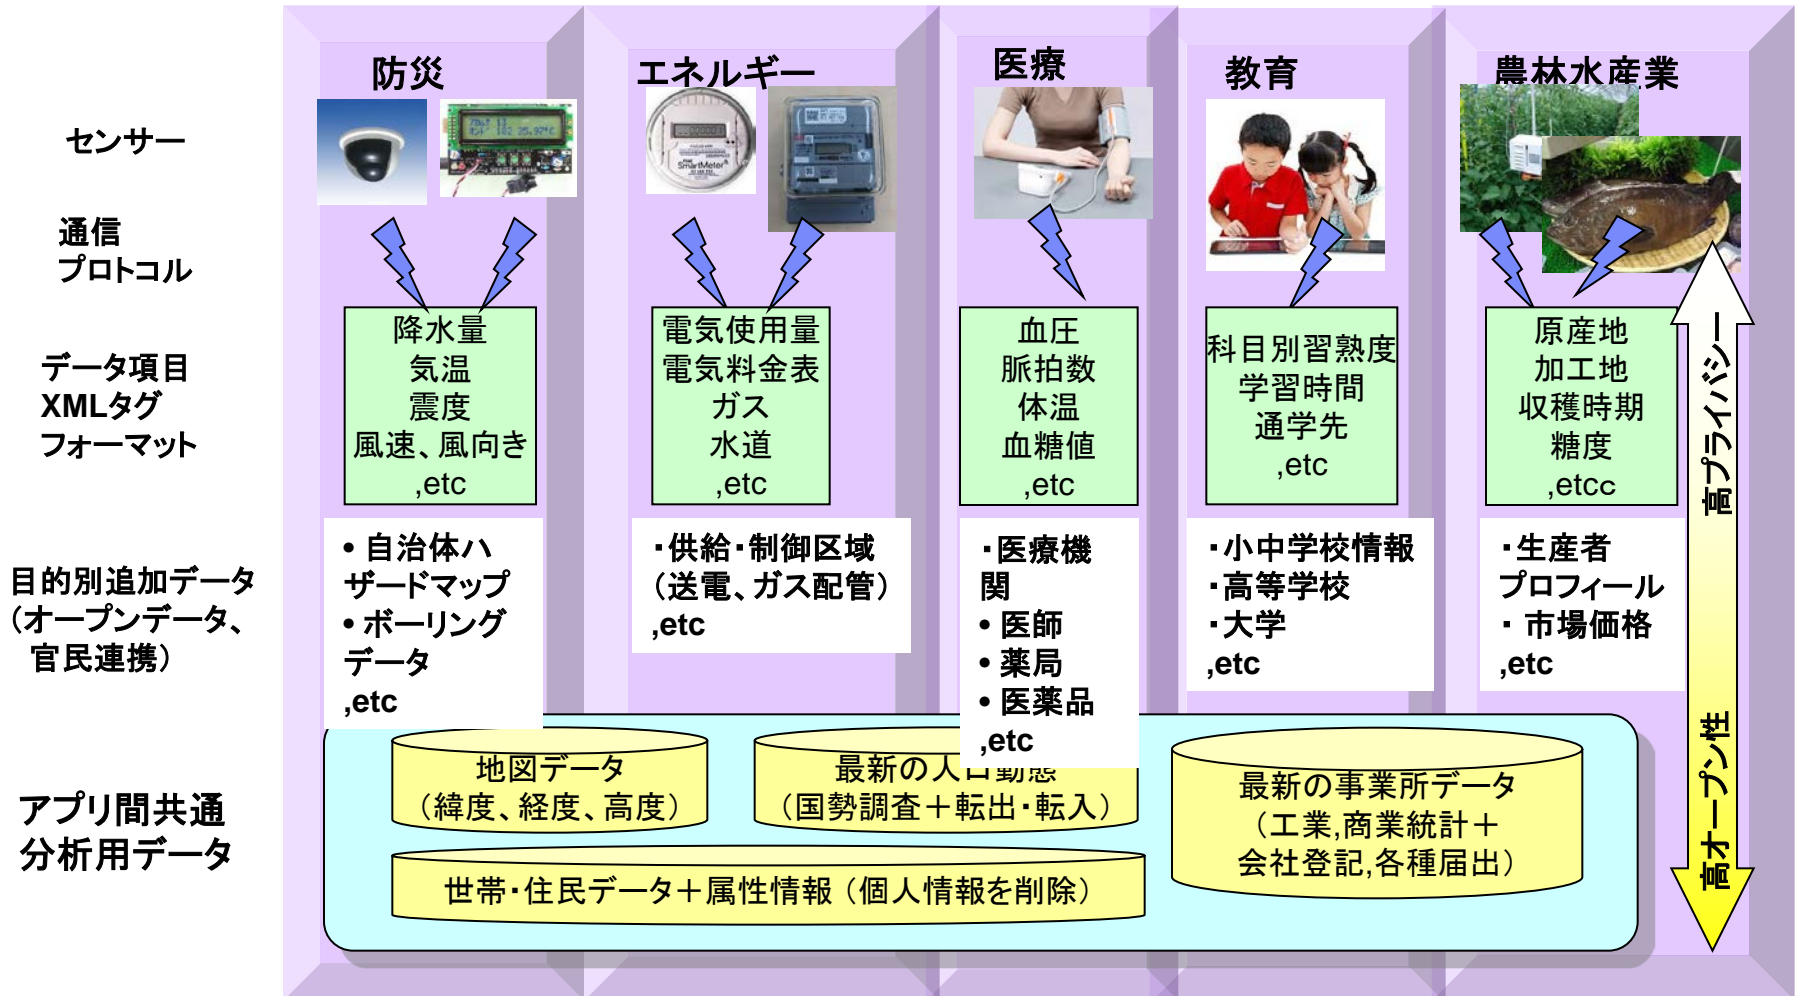 防災
エネルギー
医療
教育
農林水産業
センサー
SmartMeter
通信
プロトコル
データ項目
XMLタグ
フォーマット
降水量
気温
震度
風速、風向き
,etc
電気使用量
電気料金表
ガス
水道
,etc
血圧
脈拍数
体温
血糖値
,etc
科目別習熟度
学習時間
通学先
,etc
原産地
加工地
収穫時期
糖度
,etcc
目的別追加データ
（オープンデータ、
官民連携）
• 自治体ハ
ザードマップ
• ボーリング
データ
,etc
・供給・制御区域
（送電、ガス配管）
,etc
・医療機
関
• 医師
• 薬局
• 医薬品
,etc
・小中学校情報
・高等学校
・大学
,etc
・生産者
プロフィール
・ 市場価格
,etc
高プライバシー
高オープン性
アプリ間共通
分析用データ
地図データ
（緯度、経度、高度）
最新の人口動態
（国勢調査＋転出・転入）
最新の事業所データ
（工業,商業統計＋
会社登記,各種届出）
世帯・住民データ＋属性情報（個人情報を削除）